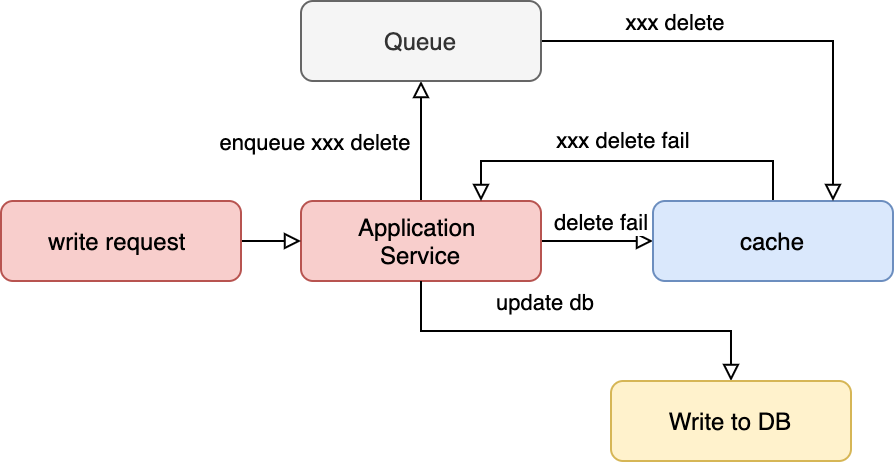 Queue
xxx delete
enqueue xxx delete
xxx delete fail
write request
Application
Service
delete fail
cache
update db
Write to DB